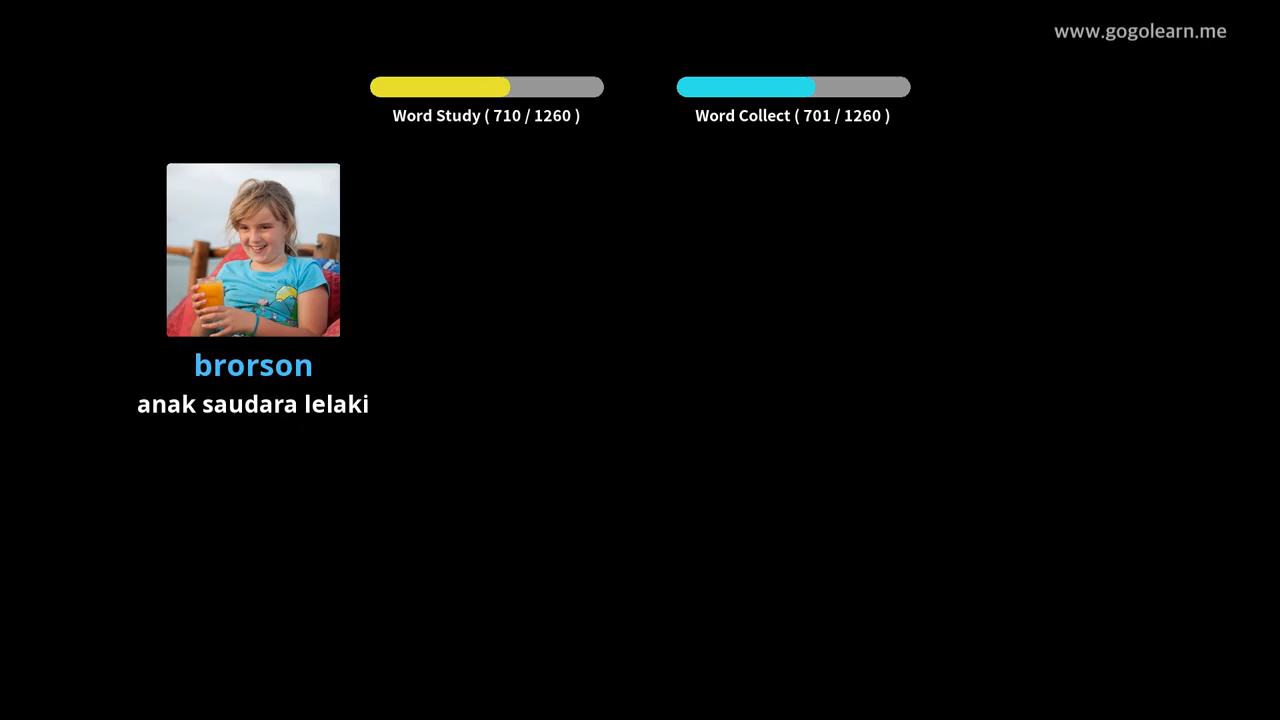 www.gogolearn.me
Word Study ( 710 / 1260 )
Word Collect ( 701 / 1260 )
brorson
anak saudara lelaki